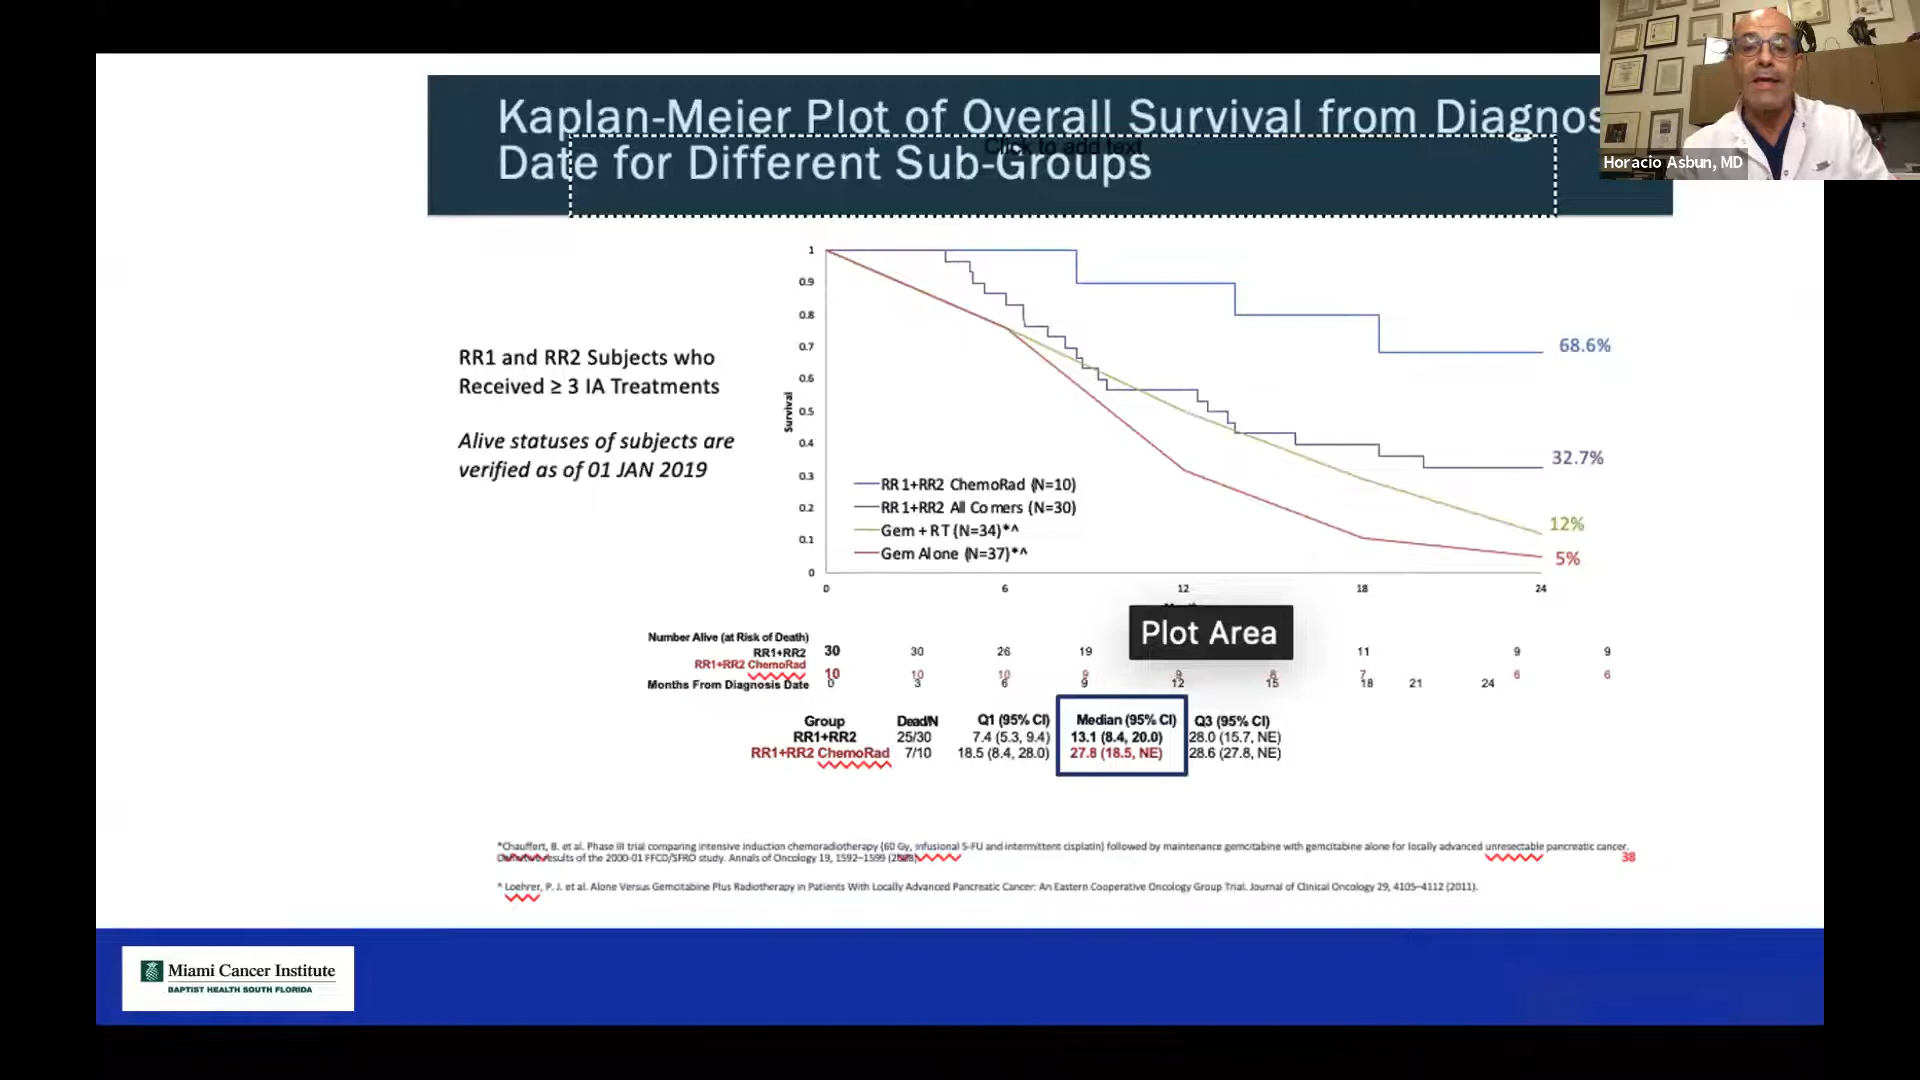 Kaplan-Meier Plot of Overall Survival from Diagnos
Click to add text
Date for Different Sub-Groups
Horacio Asbun, MD
RR1 and RR2 Subjects who
Received ≥ 3 IA Treatments
Alive statuses of subjects are
verified as of 01 JAN 2019
Survival
1
0.9
0.8
0.7
0.6
0.5
0.4
0.3
0.2
0.1
0
0 6 12 18 24
68.6%
32.7%
12%
5%
RR1+RR2 ChemoRad (N=10)
RR1+RR2 All Comers (N=30)
Gem + RT (N=34)*^
Gem Alone (N=37)*^
Plot Area
Number Alive (at Risk of Death)
RR1+RR2 30 30 26 19 11 9 9
RR1+RR2 ChemoRad 10 10 10 9 9 8 7 6 6
Months From Diagnosis Date 0 3 6 9 12 15 18 21 24
Group Dead/N Q1 (95% CI) Median (95% CI) Q3 (95% CI)
RR1+RR2 25/30 7.4 (5.3, 9.4) 13.1 (8.4, 20.0) 28.0 (15.7, NE)
RR1+RR2 ChemoRad 7/10 18.5 (8.4, 28.0) 27.8 (18.5, NE) 28.6 (27.8, NE)
*Chauffert, B. et al. Phase III trial comparing intensive induction chemoradiotherapy (60 Gy, infusional 5-FU and intermittent cisplatin) followed by maintenance gemcitabine with gemcitabine alone for locally advanced unresectable pancreatic cancer.
Definitive results of the 2000-01 FFCD/SFRO study. Annals of Oncology 19, 1592–1599 (2008).
38
^ Loehrer, P. J. et al. Alone Versus Gemcitabine Plus Radiotherapy in Patients With Locally Advanced Pancreatic Cancer: An Eastern Cooperative Oncology Group Trial. Journal of Clinical Oncology 29, 4105–4112 (2011).
Miami Cancer Institute
BAPTIST HEALTH SOUTH FLORIDA